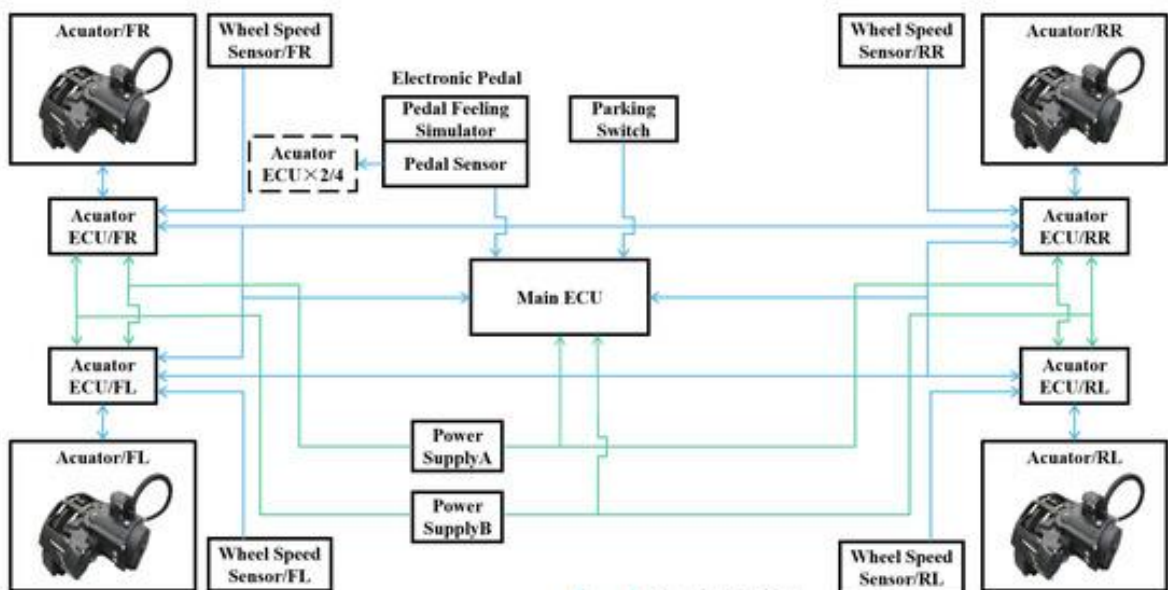 Acuator/FR
Wheel Speed
Sensor/FR
Electronic Pedal
Pedal Feeling
Simulator
Pedal Sensor
Acuator
ECU×2/4
Parking
Switch
Wheel Speed
Sensor/RR
Acuator/RR
Acuator
ECU/FR
Acuator
ECU/RR
Main ECU
Acuator
ECU/FL
Acuator
ECU/RL
Acuator/FL
Power
SupplyA
Power
SupplyB
Acuator/RL
Wheel Speed
Sensor/FL
Wheel Speed
Sensor/RL